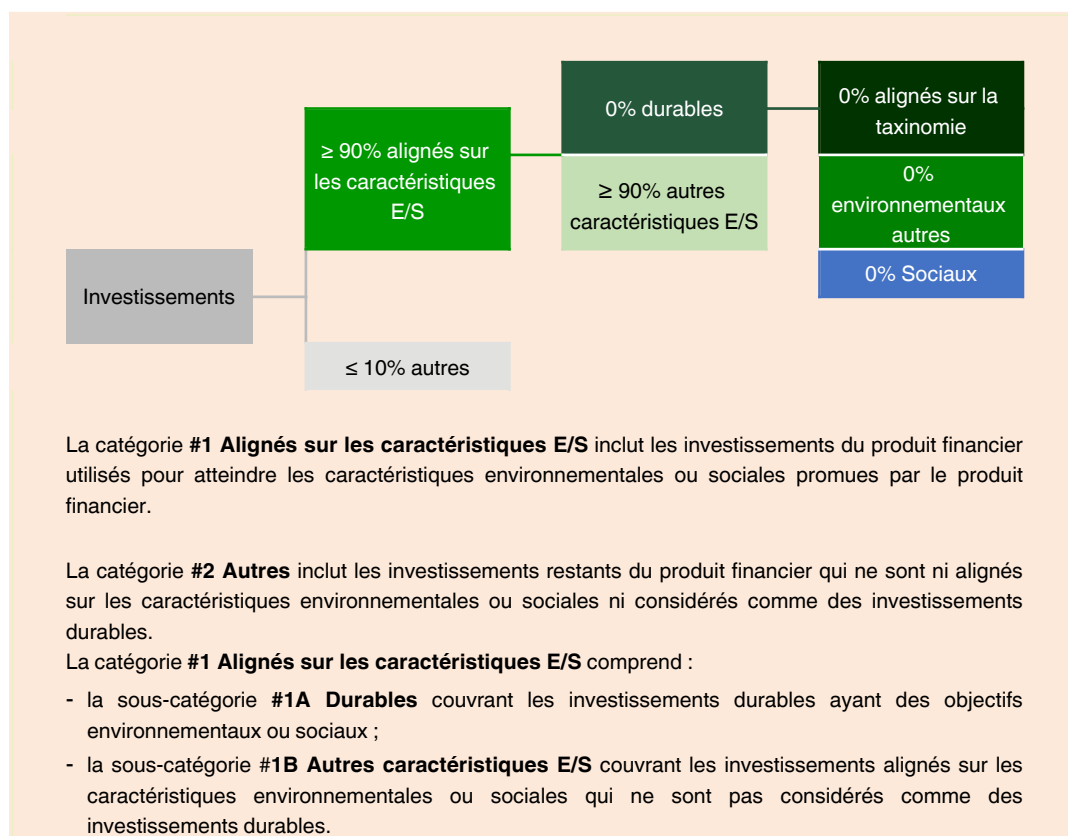 0% durables
0% alignés sur la
taxinomie
≥ 90% alignés sur
les caractéristiques
E/S
≥ 90% autres
caractéristiques E/S
0%
environnementaux
autres
0% Sociaux
Investissements
≤ 10% autres
La catégorie #1 Alignés sur les caractéristiques E/S inclut les investissements du produit financier
utilisés pour atteindre les caractéristiques environnementales ou sociales promues par le produit
financier.
La catégorie #2 Autres inclut les investissements restants du produit financier qui ne sont ni alignés
sur les caractéristiques environnementales ou sociales ni considérés comme des investissements
durables.
La catégorie #1 Alignés sur les caractéristiques E/S comprend :
- la sous-catégorie #1A Durables couvrant les investissements durables ayant des objectifs
environnementaux ou sociaux ;
- la sous-catégorie #1B Autres caractéristiques E/S couvrant les investissements alignés sur les
caractéristiques environnementales ou sociales qui ne sont pas considérés comme des
investissements durables.